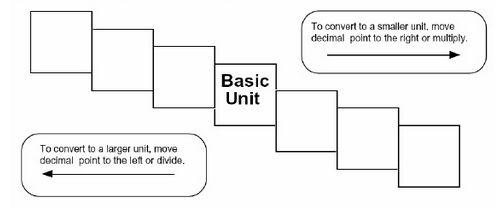 To convert to a smaller unit, move
decimal point to the right or multiply.
Basic
Unit
To convert to a larger unit, move
decimal point to the left or divide.